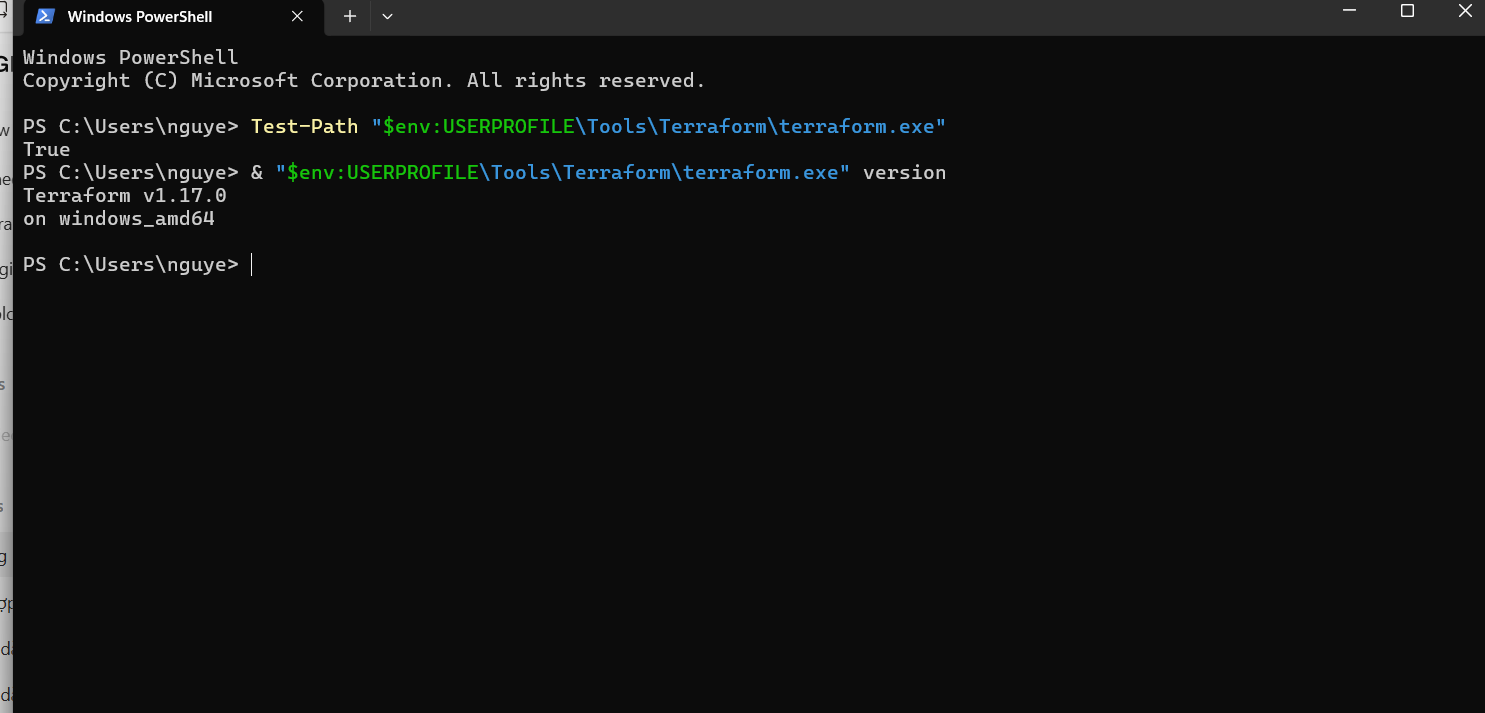 Windows PowerShell
Windows PowerShell
Copyright (C) Microsoft Corporation. All rights reserved.
PS C:\Users\nguye> Test-Path "$env:USERPROFILE\Tools\Terraform\terraform.exe"
True
PS C:\Users\nguye> & "$env:USERPROFILE\Tools\Terraform\terraform.exe" version
Terraform v1.17.0
on windows_amd64
PS C:\Users\nguye>